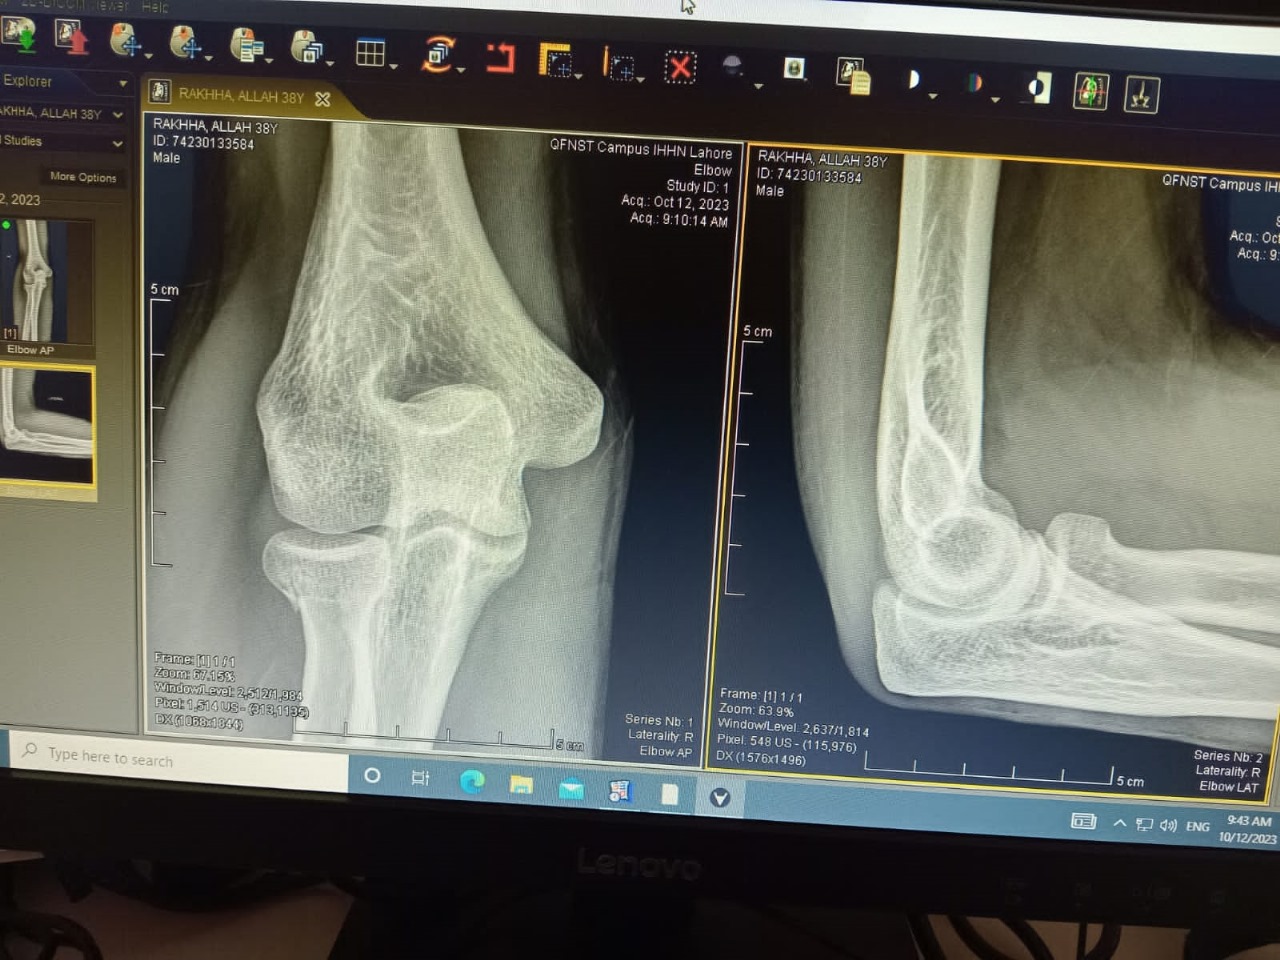 Help
Explorer
RAKHHA, ALLAH 38Y
AKHHA, ALLAH 38Y
Studies
More Options
2, 2023
[1]
Elbow AP
RAKHHA, ALLAH 38Y
ID: 74230133584
Male
QFNST Campus IHHN Lahore
Elbow
Study ID: 1
Acq.: Oct 12, 2023
Acq.: 9:10:14 AM
5 cm
Frame: [1] 1 / 1
Zoom: 67.15%
Window/Level: 2,512/1,984
Pixel: 1,514 US - (313,1135)
5 cm
Series Nb: 1
Laterality: R
Elbow AP
RAKHHA, ALLAH 38Y
ID: 74230133584
Male
QFNST Campus IH
Acq.: Oct
Acq.: 9:
5 cm
Frame: [1] 1 / 1
Zoom: 63.9%
Window/Level: 2,637/1,814
Pixel: 548 US - (115,976)
DX (1576x1496)
5 cm
Series Nb: 2
Laterality: R
Elbow LAT
Type here to search
ENG
9:43 AM
10/12/2023
Lenovo